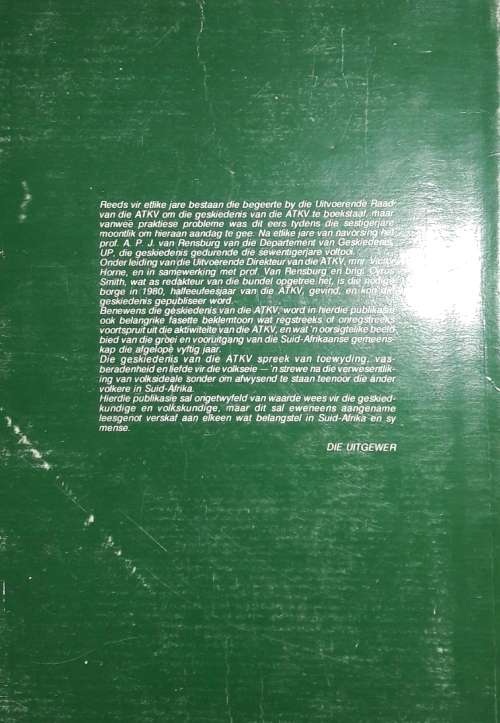 Reeds vir etlike jare bestaan die begeerte by die Uitvoerende Raad
van die ATKV om die geskiedenis van die ATKV te boekstaaf, maar
vanweë praktiese probleme was dit eers tydens die sestigerjare
moontlik om hieraan aandag te gee. Na etlike jare van navorsing het
prof. A. P. J. van Rensburg van die Departement van Geskiedenis,
UP, die geskiedenis gedurende die sewentigerjare voltooi.
Onder leiding van die Uitvoerende Direkteur van die ATKV, mnr.
Horne, en in samewerking met prof. Van Rensburg en brig. Cyrus
Smith, wat as redakteur van die bundel opgetree het, is die nodige
borge in 1980, halfeeufeesjaar van die ATKV, gevind, en kon die
geskiedenis gepubliseer word.
Benewens die geskiedenis van die ATKV, word in hierdie publikasie
ook belangrike fasette beklemtoon wat regstreeks of onregstreeks
voortspruit uit die aktiwiteite van die ATKV, en wat 'n oorsigtelike beeld
bied van die groei en vooruitgang van die Suid-Afrikaanse gemeens-
kap die afgelope vyftig jaar.
Die geskiedenis van die ATKV spreek van toewyding, vas-
beradenheid en liefde vir die volkseie — 'n strewe na die verwesentlik-
ing van volksideale sonder om afwysend te staan teenoor die ander
volkere in Suid-Afrika.
Hierdie publikasie sal ongetwyfeld van waarde wees vir die geskied-
kundige en volkskundige, maar dit sal eweneens aangename
leesgenot verskaf aan elkeen wat belangstel in Suid-Afrika en sy
mense.
DIE UITGEWER